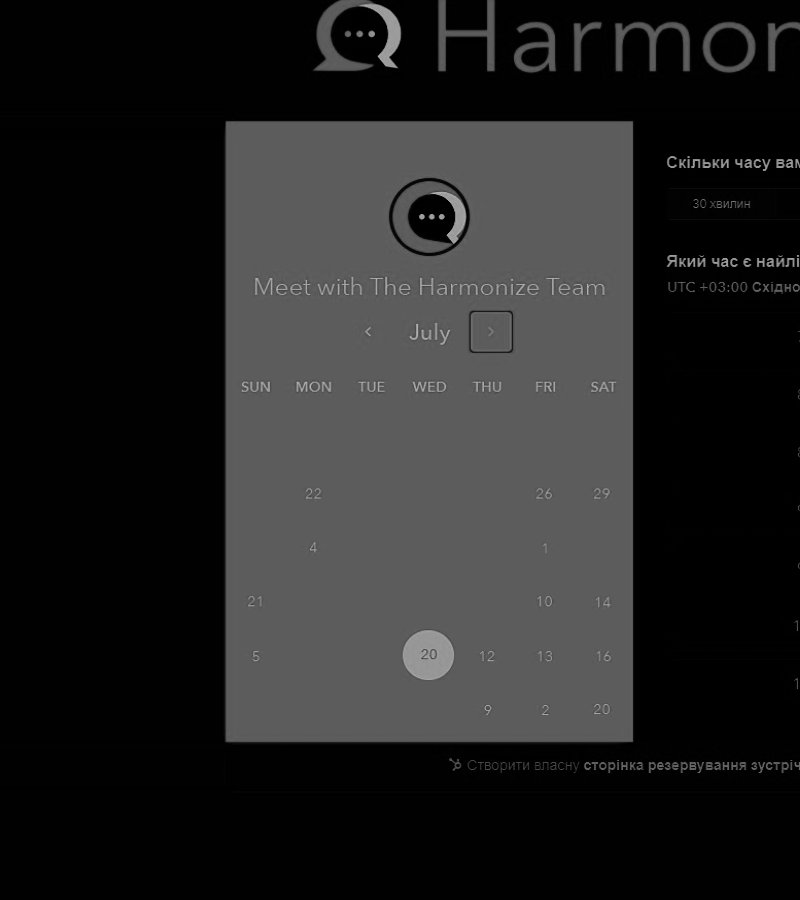 Harmon
Скільки часу вам
30 хвилин
Який час є найлі
UTC +03:00 Східно
Meet with The Harmonize Team
July
SUN MON TUE WED THU FRI SAT
22 26 29
4 1
21 10 14
5 20 12 13 16
9 2 20
Створити власну сторінка резервування зустріч